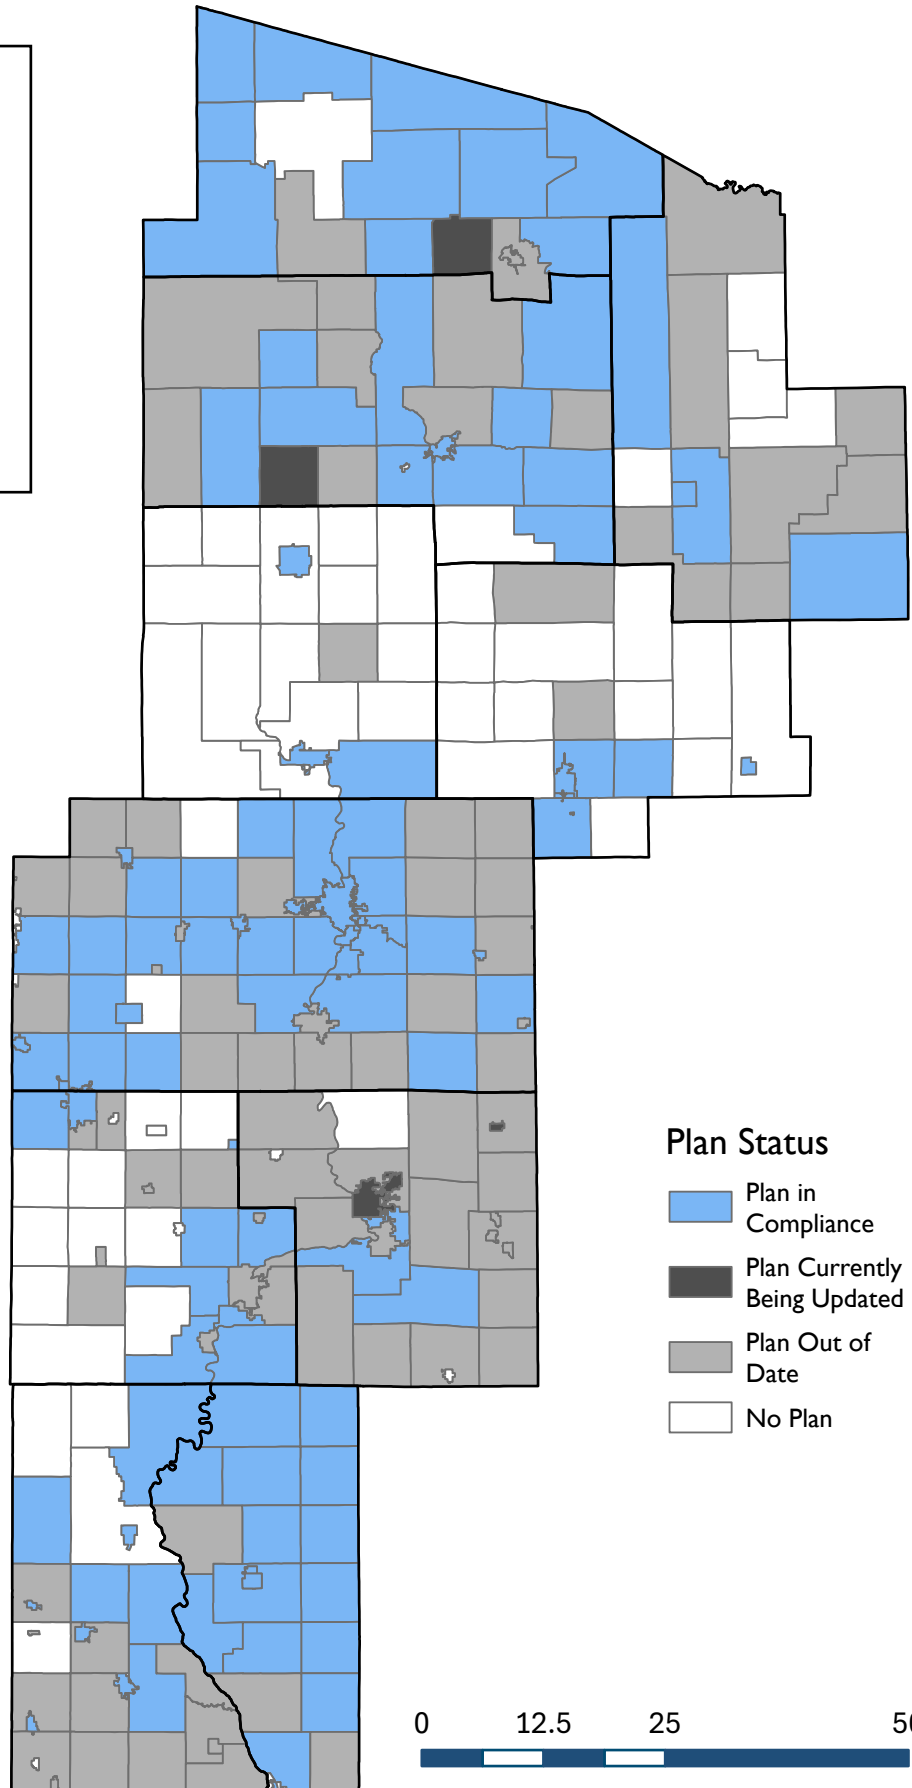 Plan Status
Plan in
Compliance
Plan Currently
Being Updated
Plan Out of
Date
No Plan
0 12.5 25